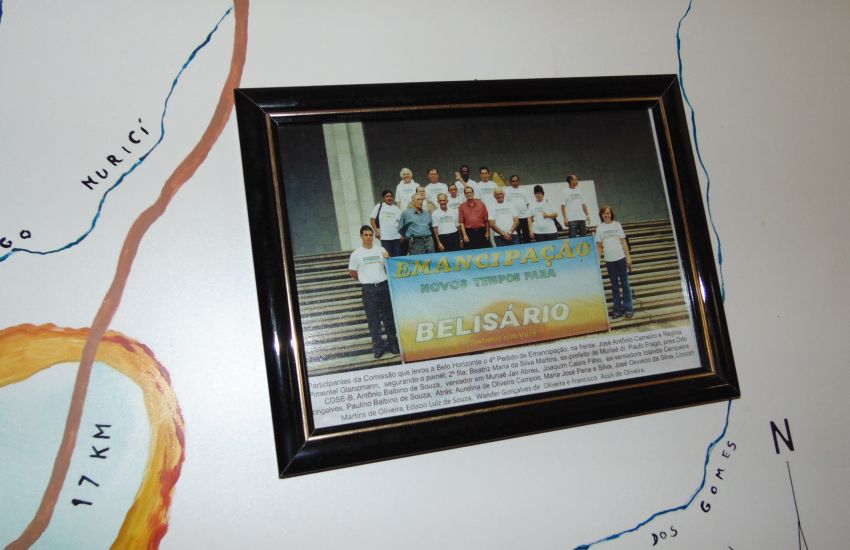 MURICÍ
GO
17 KM
EMANCIPAÇÃO
NOVOS TEMPOS PARA
BELISÁRIO
Participantes da Comissão que levou a Belo Horizonte o 4º Pedido de Emancipação. na frente: José Antônio Carneiro e Regina
Pimentel Glanzmann, segurando o painel; 2ª fila: Beatriz Maria da Silva Martins, ex-prefeito de Muriaé dr. Paulo Fraga, pres.Dito
CDSE-B, Antônio Balbino de Souza, vereador em Muriaé Jair Abreu, Joaquim Calais Filho, ex-vereadora Iolanda
onçalves, Paulino Balbino de Souza, Atrás: Aurelina de Oliveira Campos, Maria José Pena e Silva, José Osvaldo da Silva, Lincoln
Martins de Oliveira, Edison Luiz de Souza, Wander Gonçalves de Oliveira e Francisco Assis de Oliveira.
N
DOS GOMES